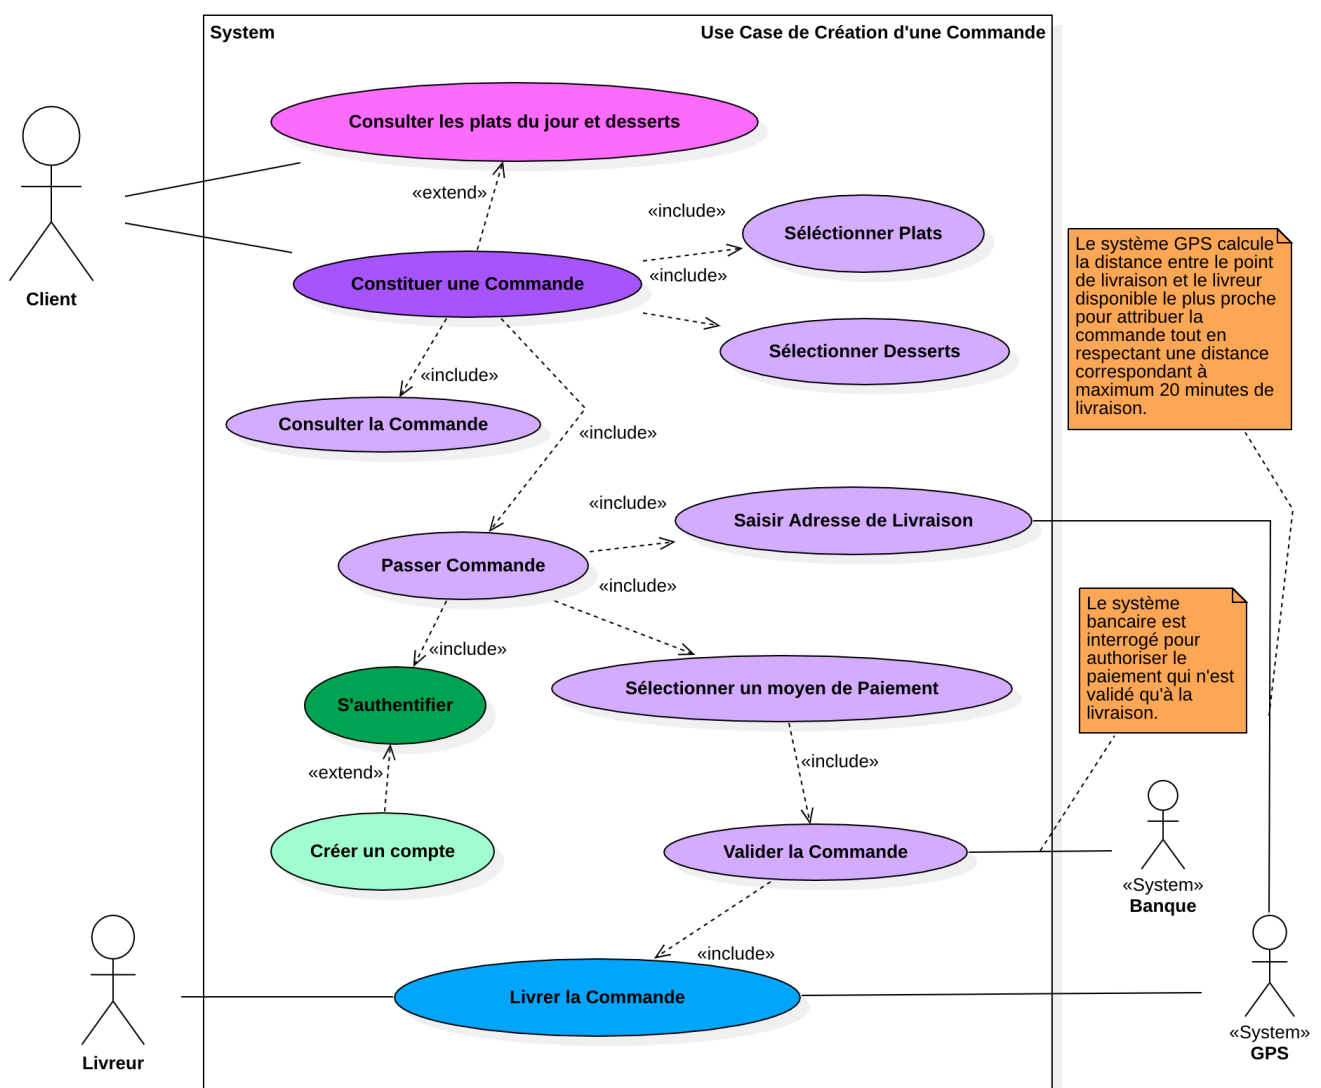 System
Use Case de Création d'une Commande
Consulter les plats du jour et desserts
Client
«extend»
«include»
Séléctionner Plats
Constituer une Commande
«include»
Sélectionner Desserts
Le système GPS calcule
la distance entre le point
de livraison et le livreur
disponible le plus proche
pour attribuer la
commande tout en
respectant une distance
correspondant à
maximum 20 minutes de
livraison.
«include»
Consulter la Commande
«include»
«include»
Saisir Adresse de Livraison
Passer Commande
«include»
Le système
bancaire est
interrogé pour
authoriser le
paiement qui n'est
validé qu'à la
livraison.
«include»
S'authentifier
Sélectionner un moyen de Paiement
«extend»
«include»
Créer un compte
Valider la Commande
«System»
Banque
«include»
Livrer la Commande
Livreur
«System»
GPS